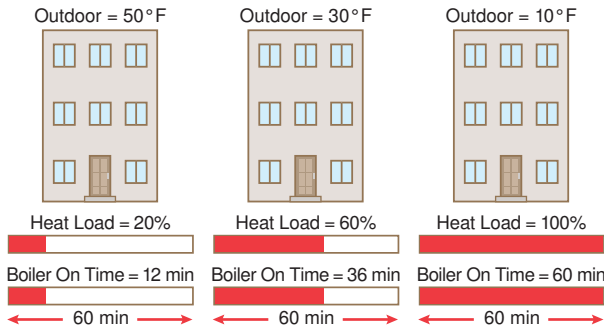 Outdoor = 50°F
Heat Load = 20%
Boiler On Time = 12 min
60 min
Outdoor = 30°F
Heat Load = 60%
Boiler On Time = 36 min
60 min
Outdoor = 10°F
Heat Load = 100%
Boiler On Time = 60 min
60 min